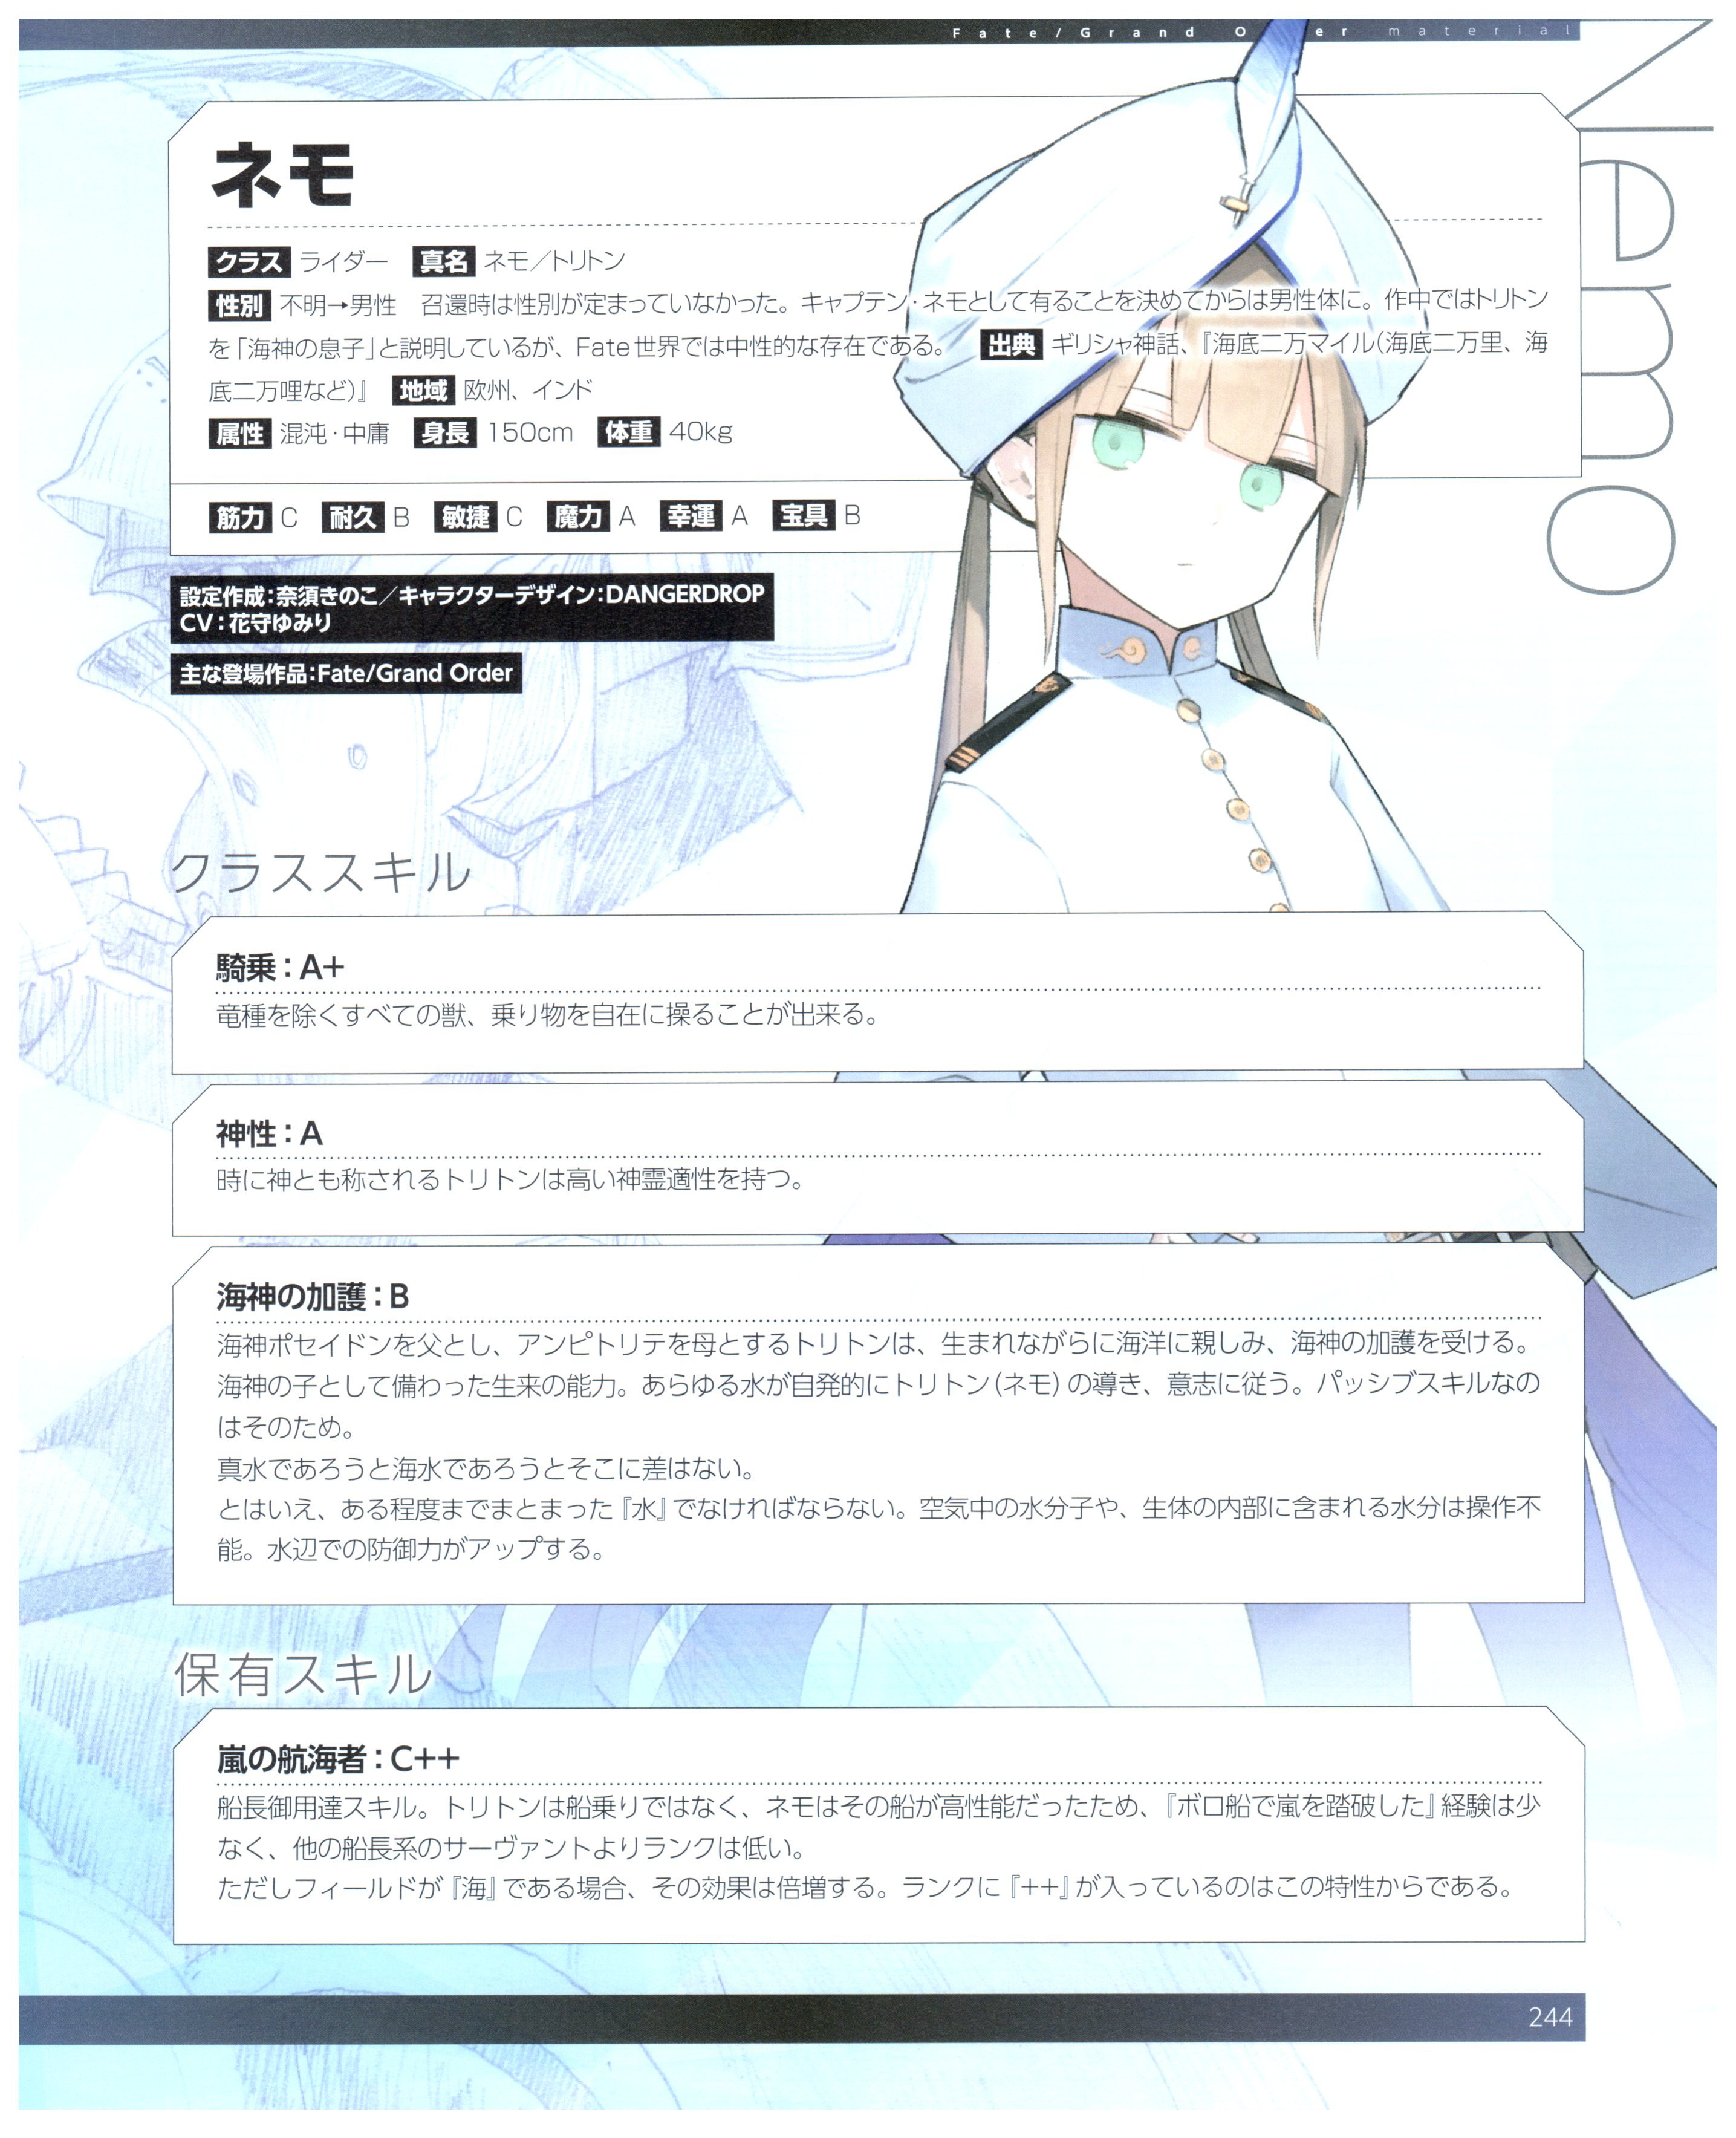 Fate/Grand Order material
Nemo
ネモ
クラス ライダー 真名 ネモ／トリトン
性別 不明→男性　召還時は性別が定まっていなかった。キャプテン・ネモとして有ることを決めてからは男性体に。作中ではトリトン
を「海神の息子」と説明しているが、Fate世界では中性的な存在である。 出典 ギリシャ神話、『海底二万マイル（海底二万里、海
底二万哩など）』 地域 欧州、インド
属性 混沌・中庸 身長 150cm 体重 40kg
筋力 C 耐久 B 敏捷 C 魔力 A 幸運 A 宝具 B
設定作成：奈須きのこ／キャラクターデザイン：DANGERDROP
CV：花守ゆみり
主な登場作品：Fate/Grand Order
クラススキル
騎乗：A+
竜種を除くすべての獣、乗り物を自在に操ることが出来る。
神性：A
時に神とも称されるトリトンは高い神霊適性を持つ。
海神の加護：B
海神ポセイドンを父とし、アンピトリテを母とするトリトンは、生まれながらに海洋に親しみ、海神の加護を受ける。
海神の子として備わった生来の能力。あらゆる水が自発的にトリトン（ネモ）の導き、意志に従う。パッシブスキルなの
はそのため。
真水であろうと海水であろうとそこに差はない。
とはいえ、ある程度までまとまった『水』でなければならない。空気中の水分子や、生体の内部に含まれる水分は操作不
能。水辺での防御力がアップする。
保有スキル
嵐の航海者：C++
船長御用達スキル。トリトンは船乗りではなく、ネモはその船が高性能だったため、『ボロ船で嵐を踏破した』経験は少
なく、他の船長系のサーヴァントよりランクは低い。
ただしフィールドが『海』である場合、その効果は倍増する。ランクに『++』が入っているのはこの特性からである。
244